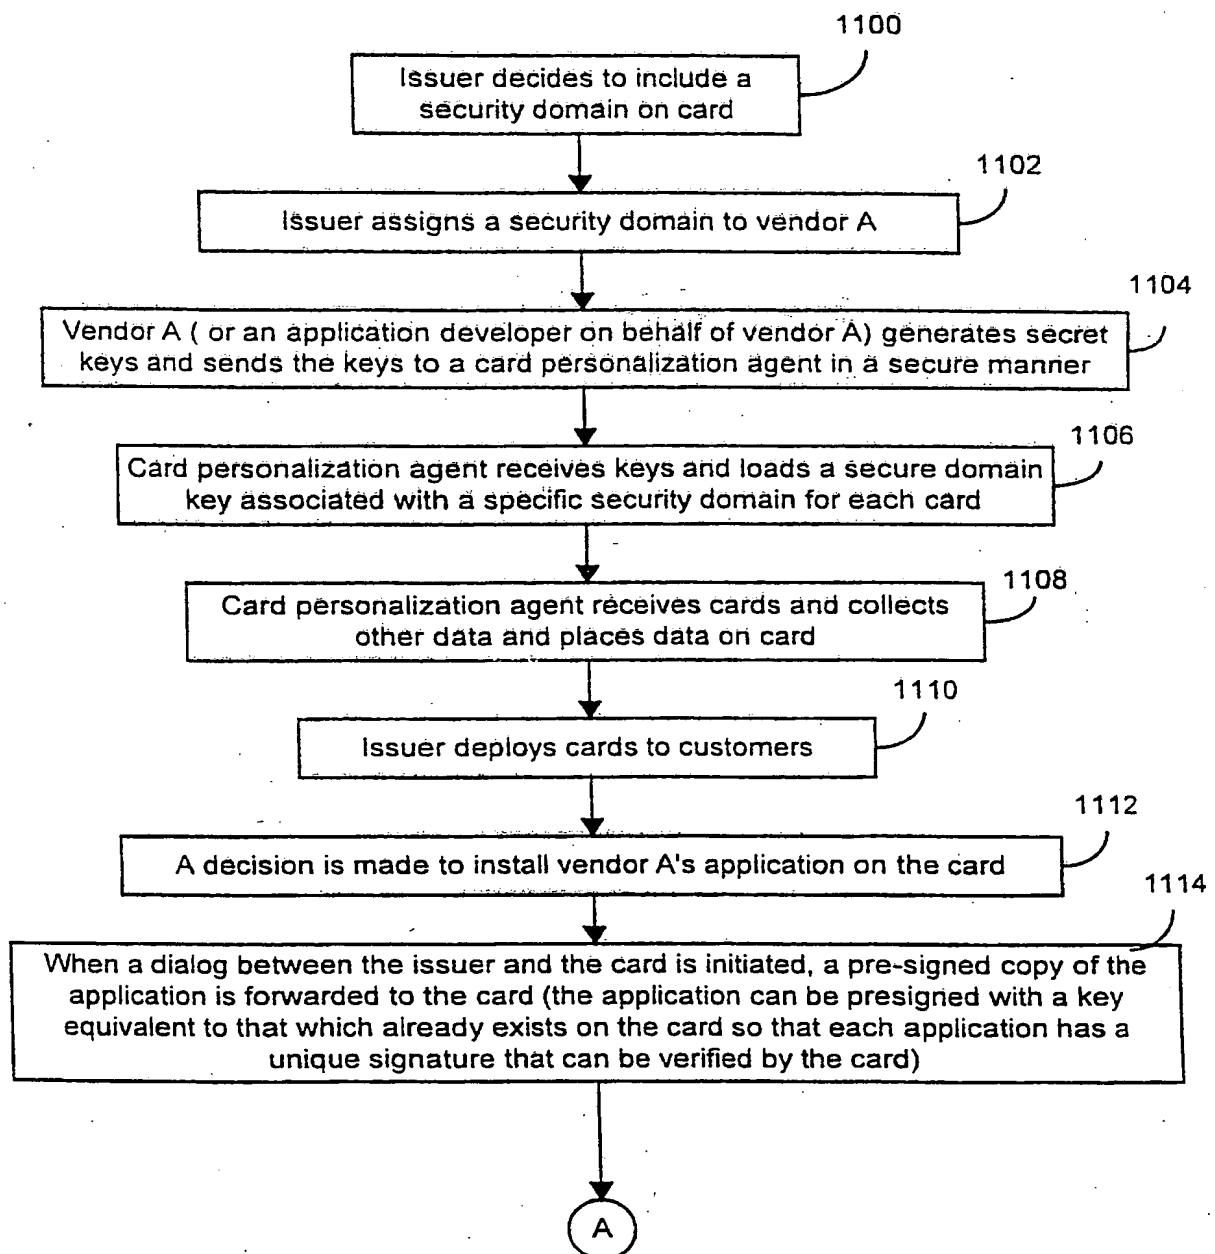 1100
Issuer decides to include a
security domain on card
1102
Issuer assigns a security domain to vendor A
1104
Vendor A ( or an application developer on behalf of vendor A) generates secret
keys and sends the keys to a card personalization agent in a secure manner
1106
Card personalization agent receives keys and loads a secure domain
key associated with a specific security domain for each card
1108
Card personalization agent receives cards and collects
other data and places data on card
1110
Issuer deploys cards to customers
1112
A decision is made to install vendor A's application on the card
1114
When a dialog between the issuer and the card is initiated, a pre-signed copy of the
application is forwarded to the card (the application can be presigned with a key
equivalent to that which already exists on the card so that each application has a
unique signature that can be verified by the card)
A